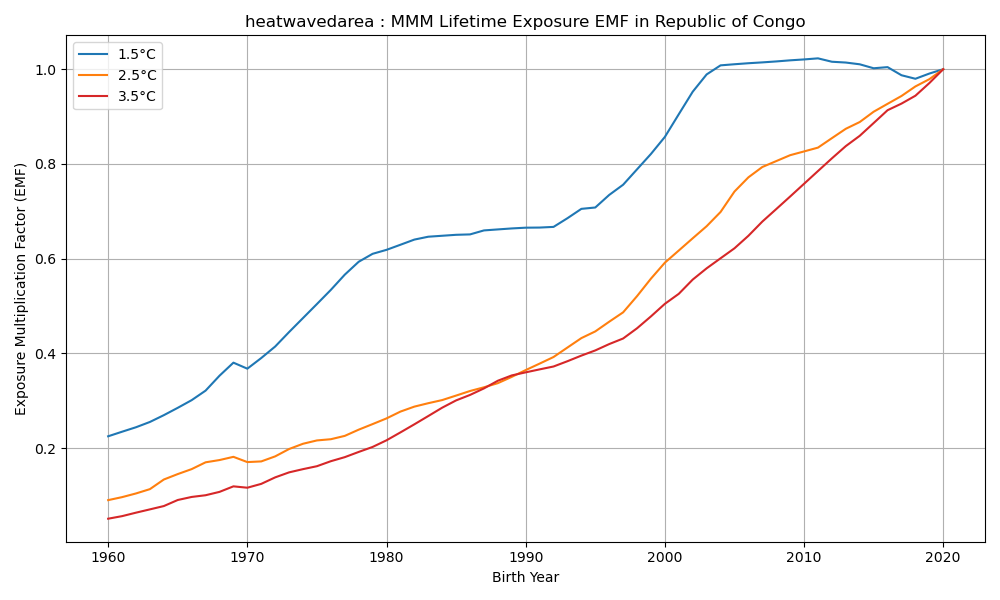 heatwavedarea : MMM Lifetime Exposure EMF in Republic of Congo
1.5°C
2.5°C
3.5°C
Exposure Multiplication Factor (EMF)
1.0
0.8
0.6
0.4
0.2
1960 1970 1980 1990 2000 2010 2020
Birth Year